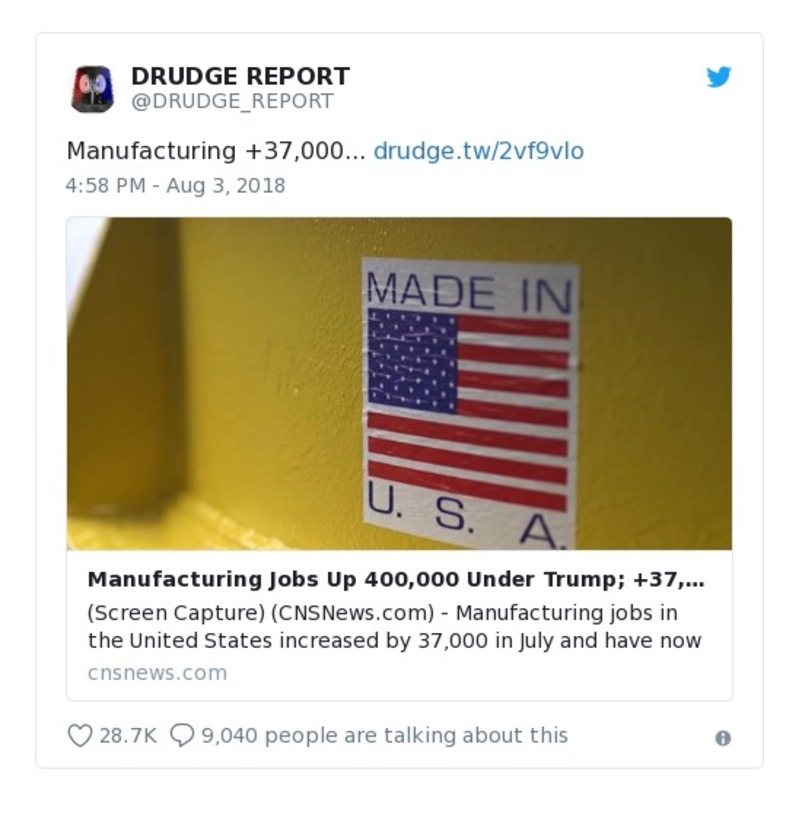 DRUDGE REPORT
@DRUDGE_REPORT
Manufacturing +37,000... drudge.tw/2vf9vlo
4:58 PM - Aug 3, 2018
MADE IN
U. S. A.
Manufacturing Jobs Up 400,000 Under Trump; +37,...
(Screen Capture) (CNSNews.com) - Manufacturing jobs in
the United States increased by 37,000 in July and have now
cnsnews.com
28.7K 9,040 people are talking about this